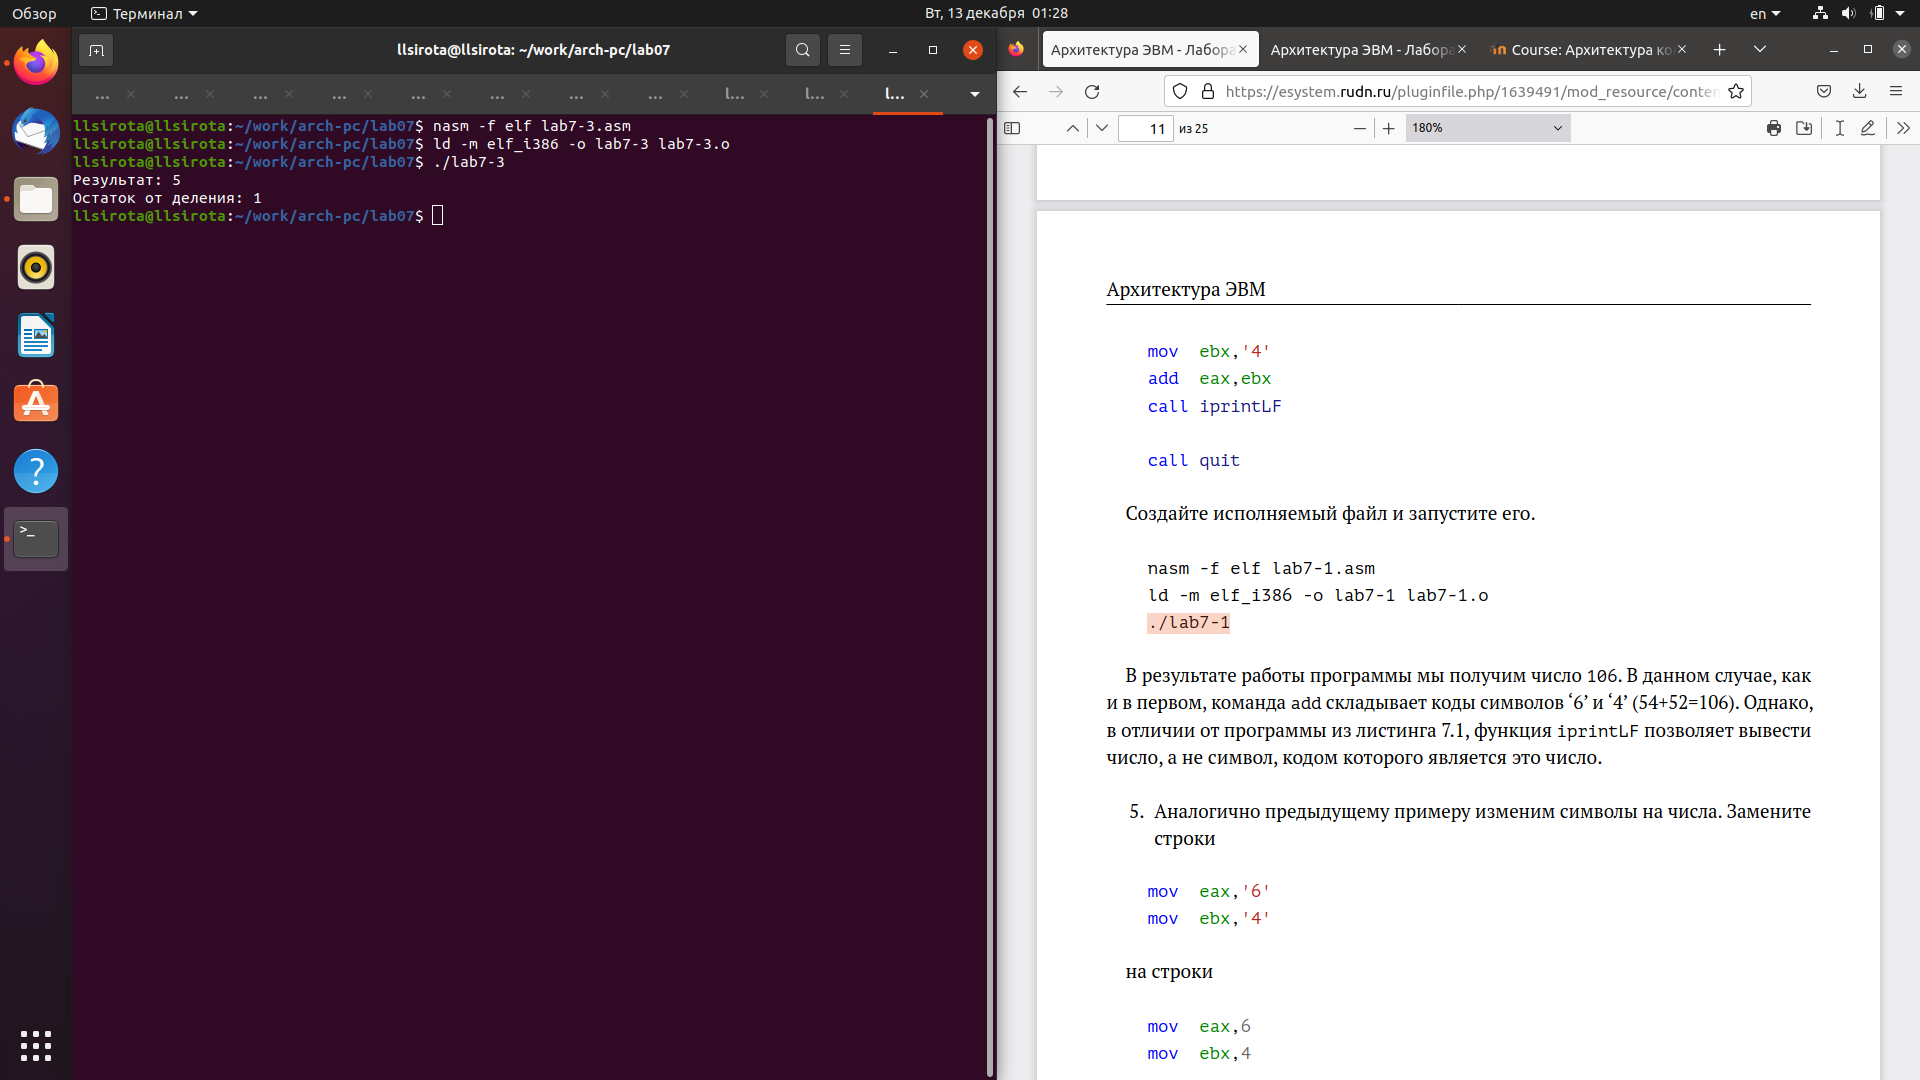 Обзор
Терминал
Вт, 13 декабря 01:28
en
llsirota@llsirota: ~/work/arch-pc/lab07
... ... ... ... ... ... ... ... l... l... l...
llsirota@llsirota:~/work/arch-pc/lab07$ nasm -f elf lab7-3.asm
llsirota@llsirota:~/work/arch-pc/lab07$ ld -m elf_i386 -o lab7-3 lab7-3.o
llsirota@llsirota:~/work/arch-pc/lab07$ ./lab7-3
Результат: 5
Остаток от деления: 1
llsirota@llsirota:~/work/arch-pc/lab07$
Архитектура ЭВМ - Лабора
Архитектура ЭВМ - Лабора
Course: Архитектура ко
https://esystem.rudn.ru/pluginfile.php/1639491/mod_resource/conten
11 из 25
180%
Архитектура ЭВМ
mov ebx,'4'
add eax,ebx
call iprintLF
call quit
Создайте исполняемый файл и запустите его.
nasm -f elf lab7-1.asm
ld -m elf_i386 -o lab7-1 lab7-1.o
./lab7-1
В результате работы программы мы получим число 106. В данном случае, как
и в первом, команда add складывает коды символов ‘6’ и ‘4’ (54+52=106). Однако,
в отличии от программы из листинга 7.1, функция iprintLF позволяет вывести
число, а не символ, кодом которого является это число.
5. Аналогично предыдущему примеру изменим символы на числа. Замените
строки
mov eax,'6'
mov ebx,'4'
на строки
mov eax,6
mov ebx,4